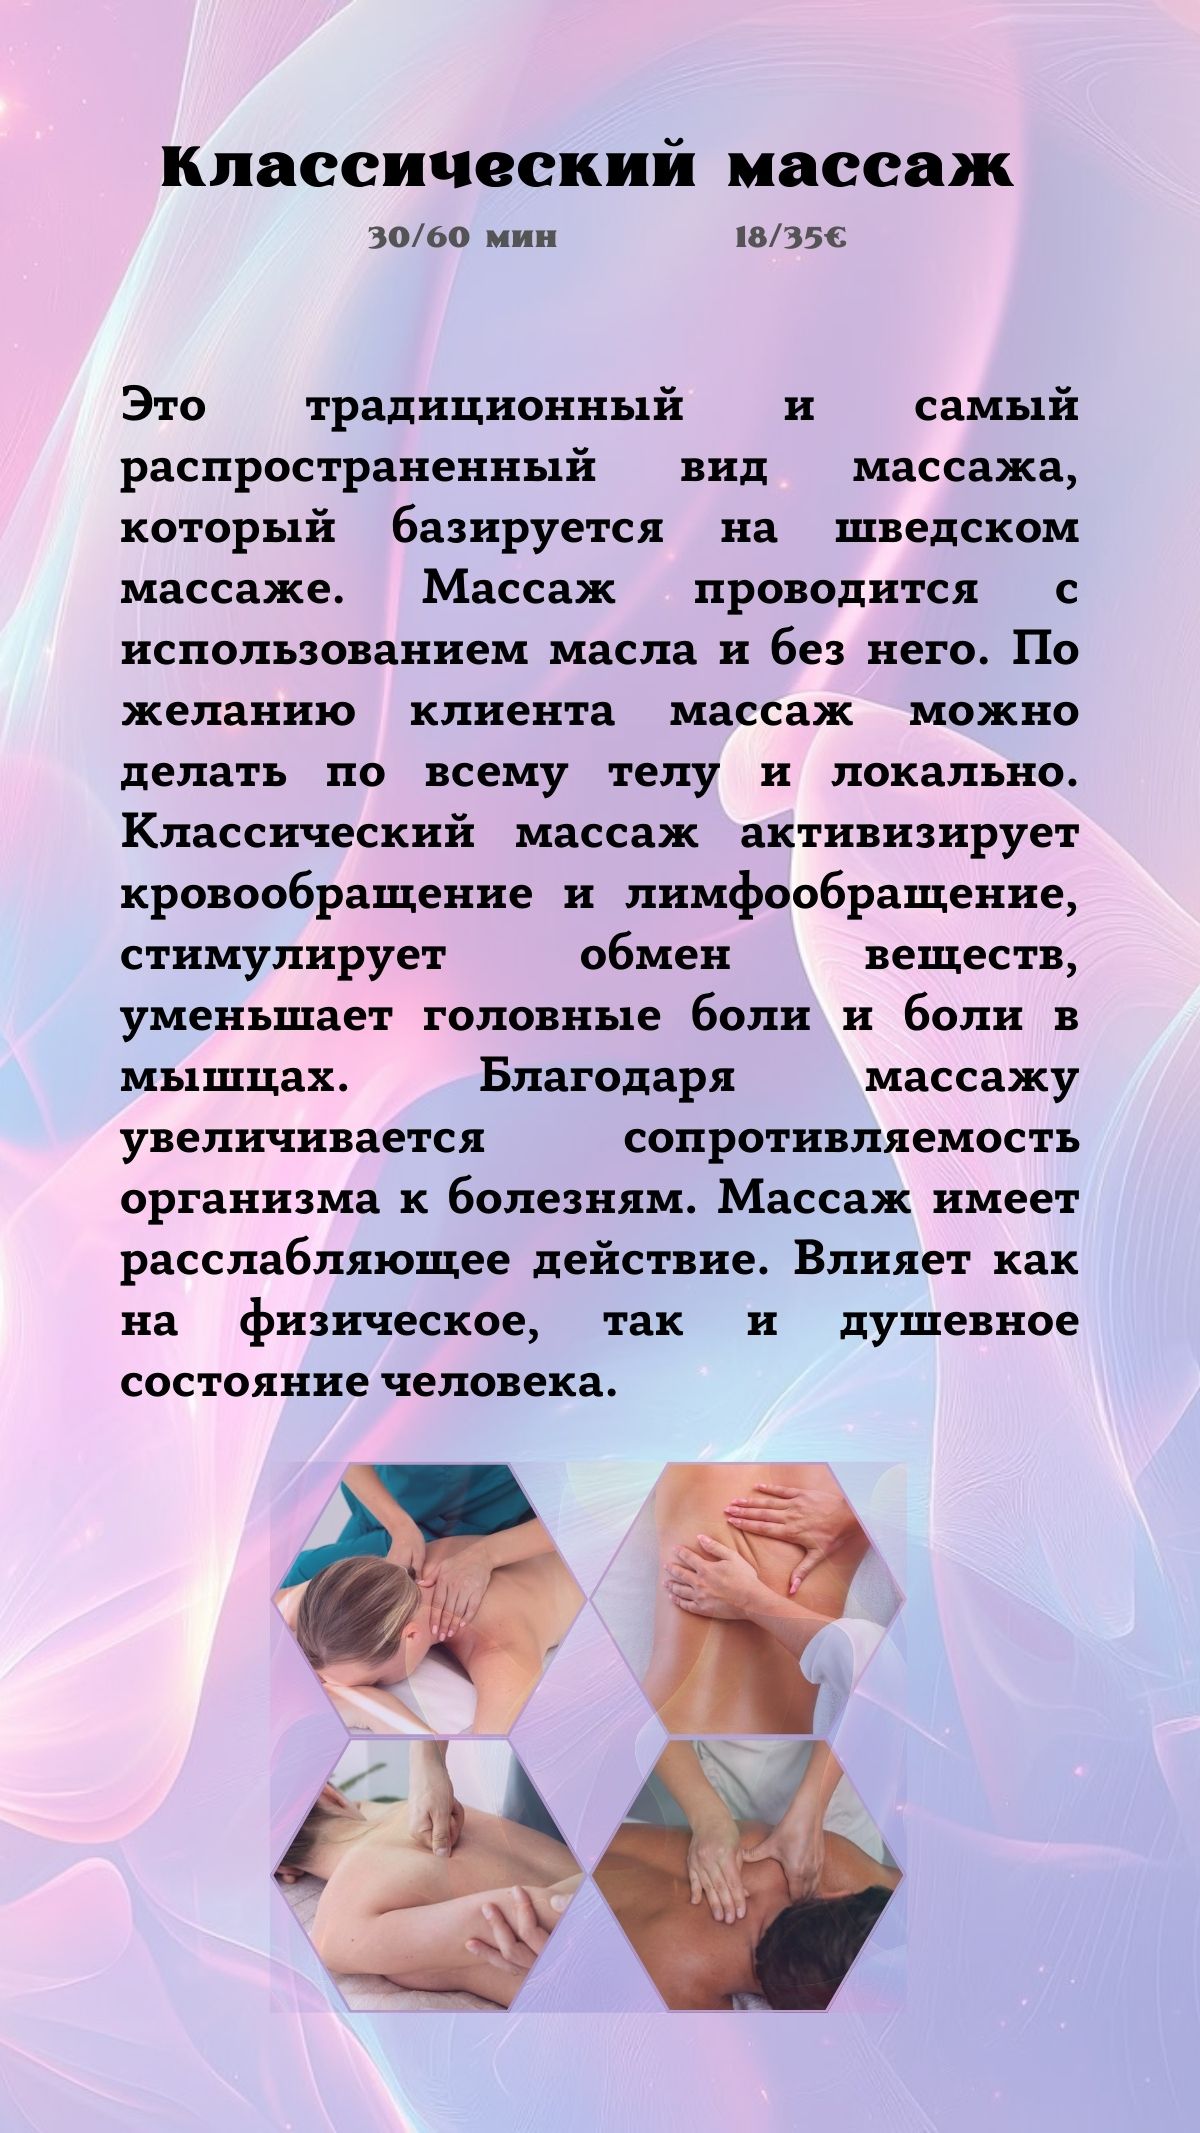 Классический массаж
30/60 мин 18/35€
Это традиционный и самый
распространенный вид массажа,
который базируется на шведском
массаже. Массаж проводится с
использованием масла и без него. По
желанию клиента массаж можно
делать по всему телу и локально.
Классический массаж активизирует
кровообращение и лимфообращение,
стимулирует обмен веществ,
уменьшает головные боли и боли в
мышцах. Благодаря массажу
увеличивается сопротивляемость
организма к болезням. Массаж имеет
расслабляющее действие. Влияет как
на физическое, так и душевное
состояние человека.